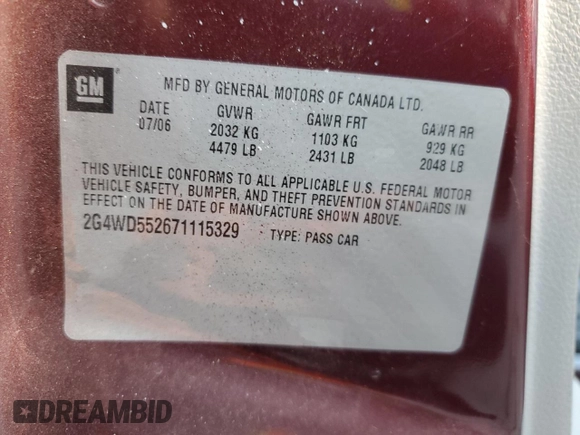 GM
MFD BY GENERAL MOTORS OF CANADA LTD.
DATE GVWR GAWR FRT GAWR RR
07/06 2032 KG 1103 KG 929 KG
4479 LB 2431 LB 2048 LB
THIS VEHICLE CONFORMS TO ALL APPLICABLE U.S. FEDERAL MOTOR
VEHICLE SAFETY, BUMPER, AND THEFT PREVENTION STANDARDS IN
EFFECT ON THE DATE OF MANUFACTURE SHOWN ABOVE.
2G4WD552671115329 TYPE: PASS CAR
DREAMBID